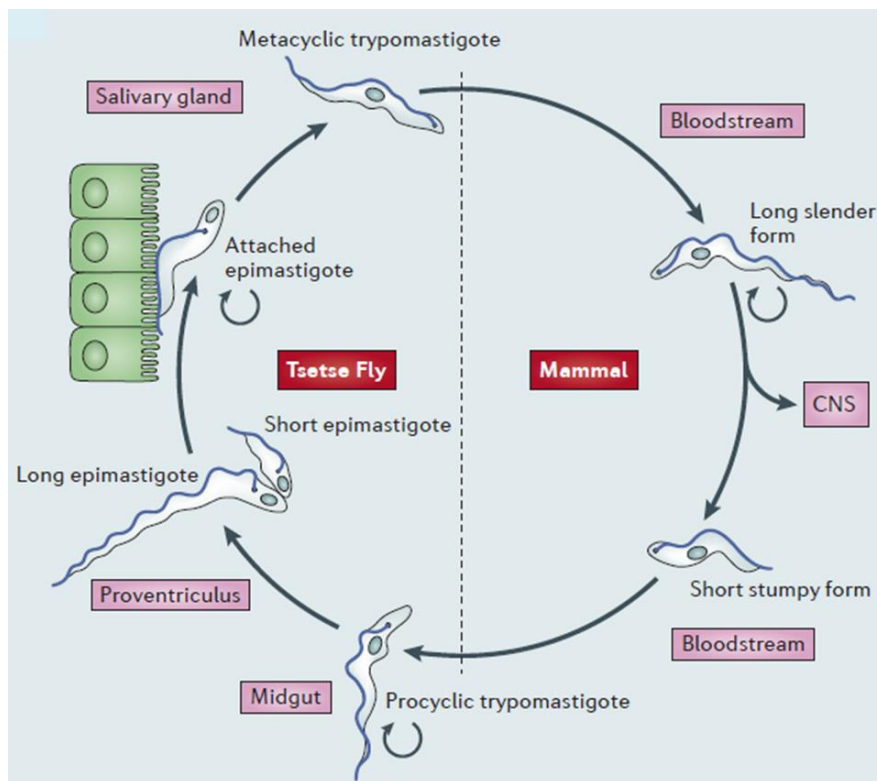 Metacyclic trypomastigote
Salivary gland
Bloodstream
Long slender
form
Attached
epimastigote
Tsetse Fly
Mammal
CNS
Short epimastigote
Long epimastigote
Proventriculus
Short stumpy form
Bloodstream
Midgut
Procyclic trypomastigote